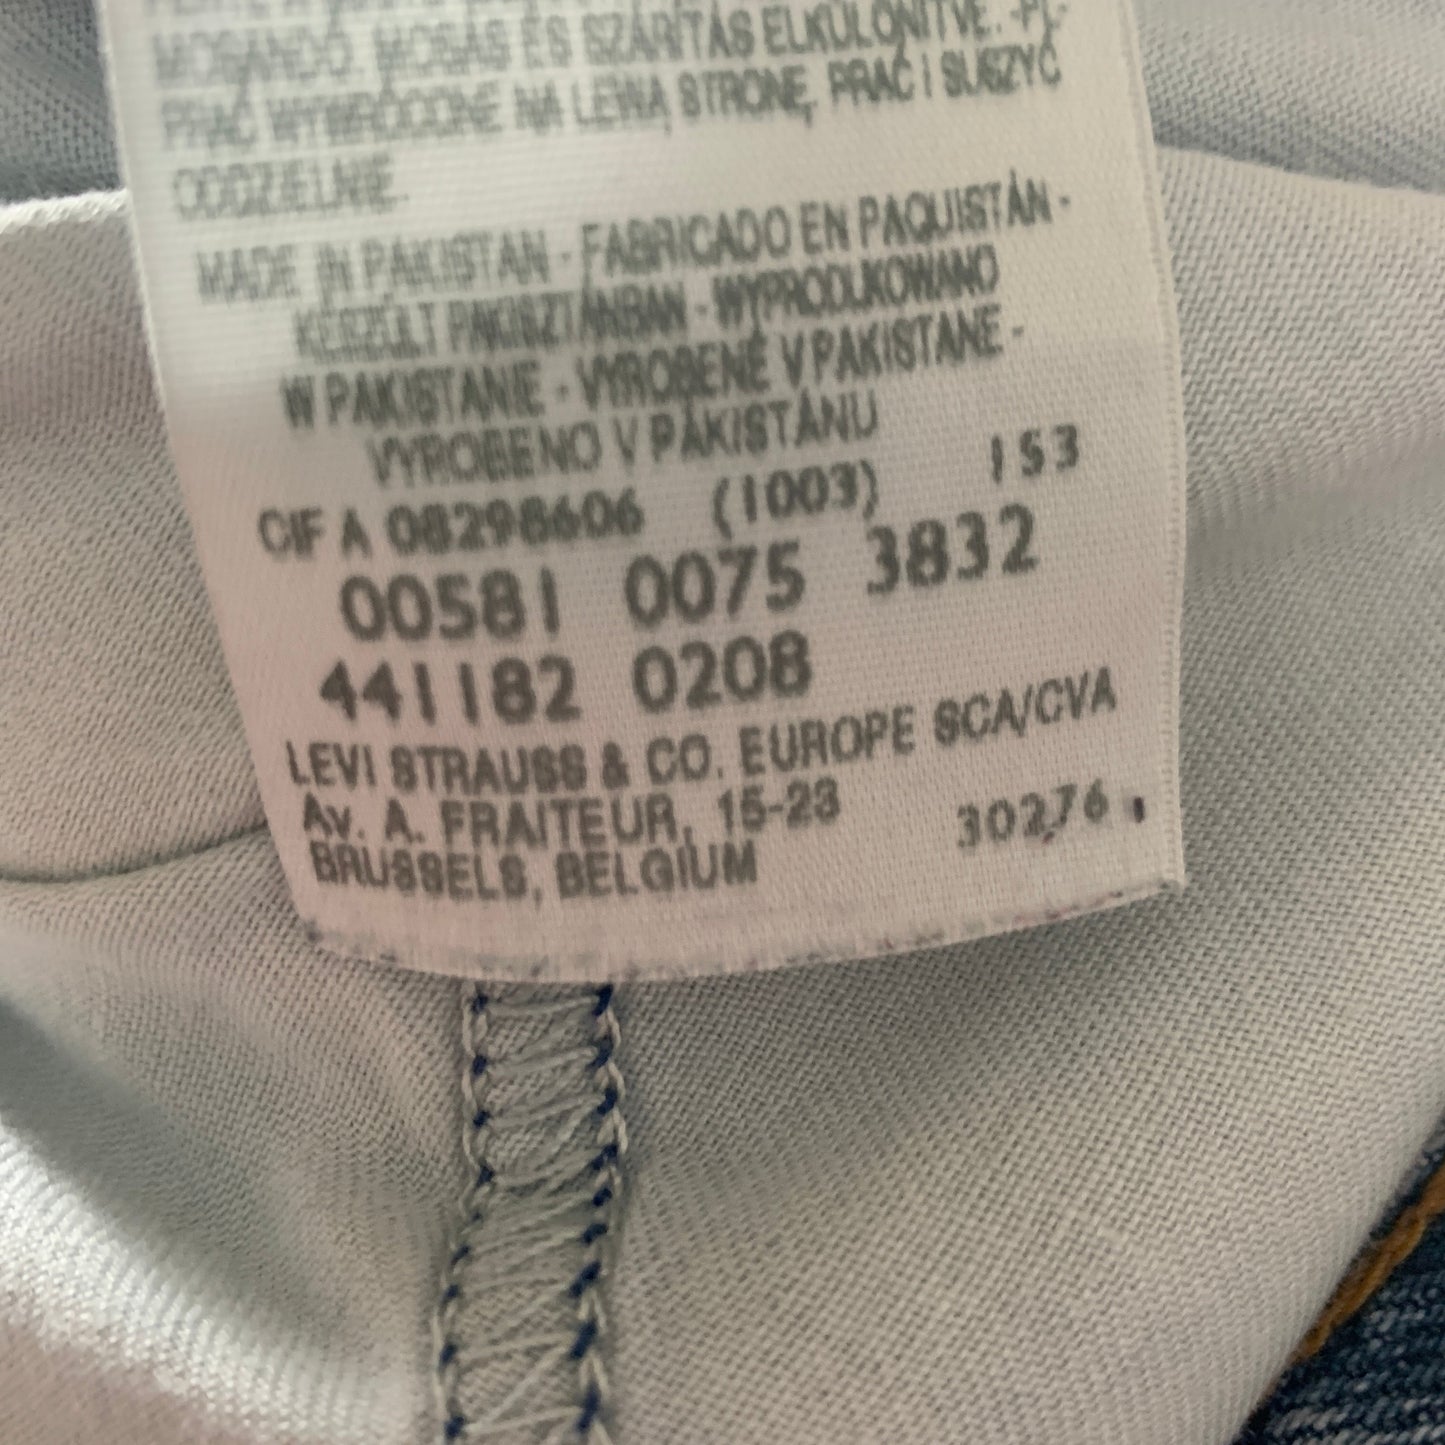 MOSANDÓ. MOSÁS ÉS SZÁRÍTÁS ELKÜLÖNÍTVE. -PL-
PRAĆ WYWRÓCONE NA LEWĄ STRONĘ, PRAĆ I SUSZYĆ
ODDZIELNIE.
MADE IN PAKISTAN - FABRICADO EN PAQUISTÁN -
KÉSZÜLT PAKISZTÁNBAN - WYPRODUKOWANO
W PAKISTANIE - VYROBENÉ V PAKISTANE -
VYROBENO V PÁKISTÁNU
CIF A 08298606 (1003) 153
00581 0075 3832
441182 0208
LEVI STRAUSS & CO. EUROPE SCA/CVA
Av. A. FRAITEUR, 15-23 30276
BRUSSELS, BELGIUM